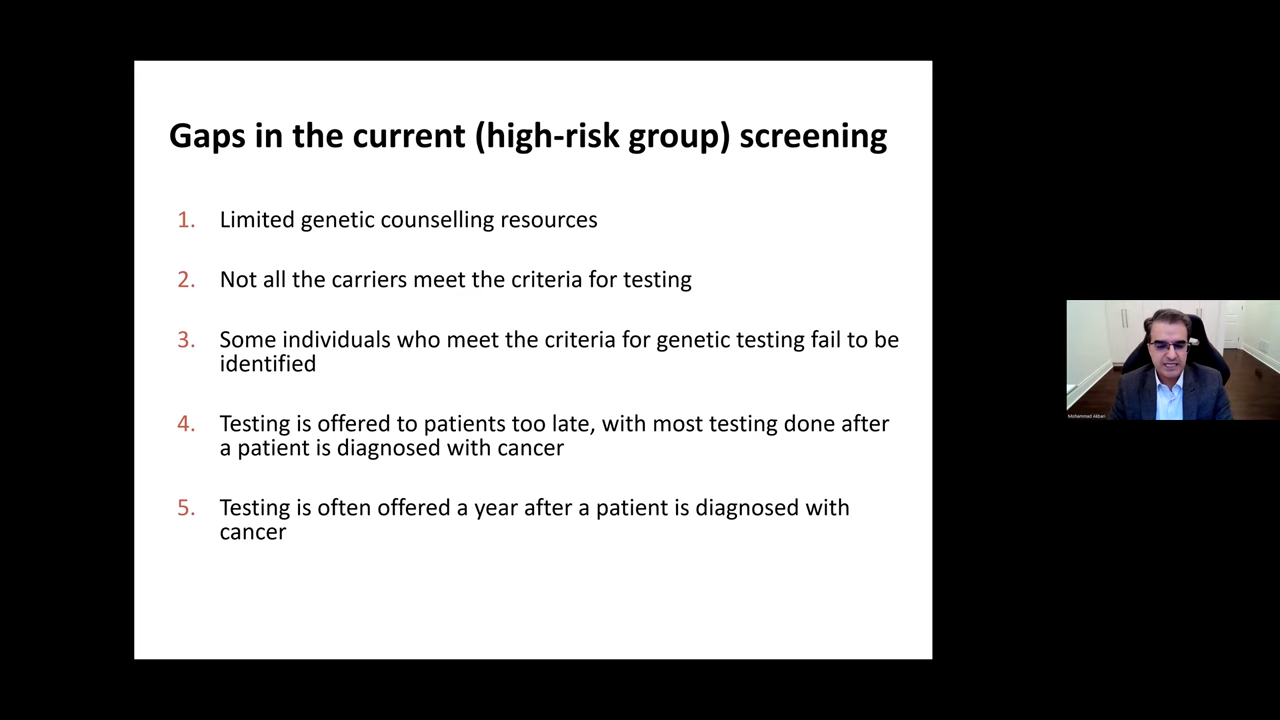 Gaps in the current (high-risk group) screening
1. Limited genetic counselling resources
2. Not all the carriers meet the criteria for testing
3. Some individuals who meet the criteria for genetic testing fail to be
identified
4. Testing is offered to patients too late, with most testing done after
a patient is diagnosed with cancer
5. Testing is often offered a year after a patient is diagnosed with
cancer
Mohammad Akbari